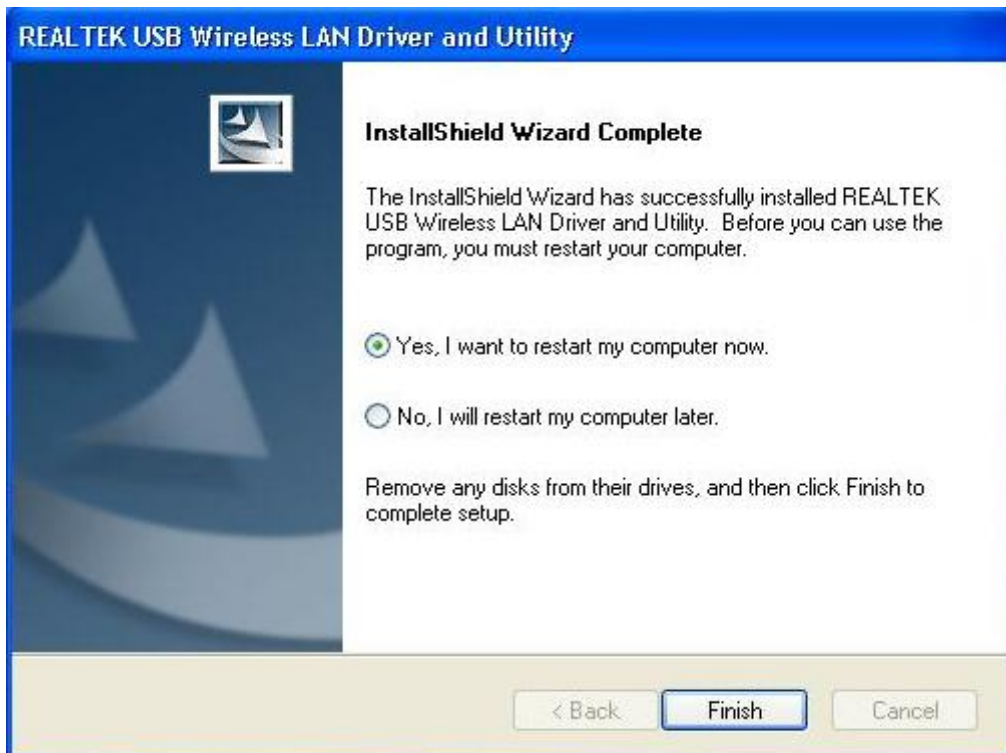 REALTEK USB Wireless LAN Driver and Utility
InstallShield Wizard Complete
The InstallShield Wizard has successfully installed REALTEK
USB Wireless LAN Driver and Utility. Before you can use the
program, you must restart your computer.
Yes, I want to restart my computer now.
No, I will restart my computer later.
Remove any disks from their drives, and then click Finish to
complete setup.
< Back
Finish
Cancel